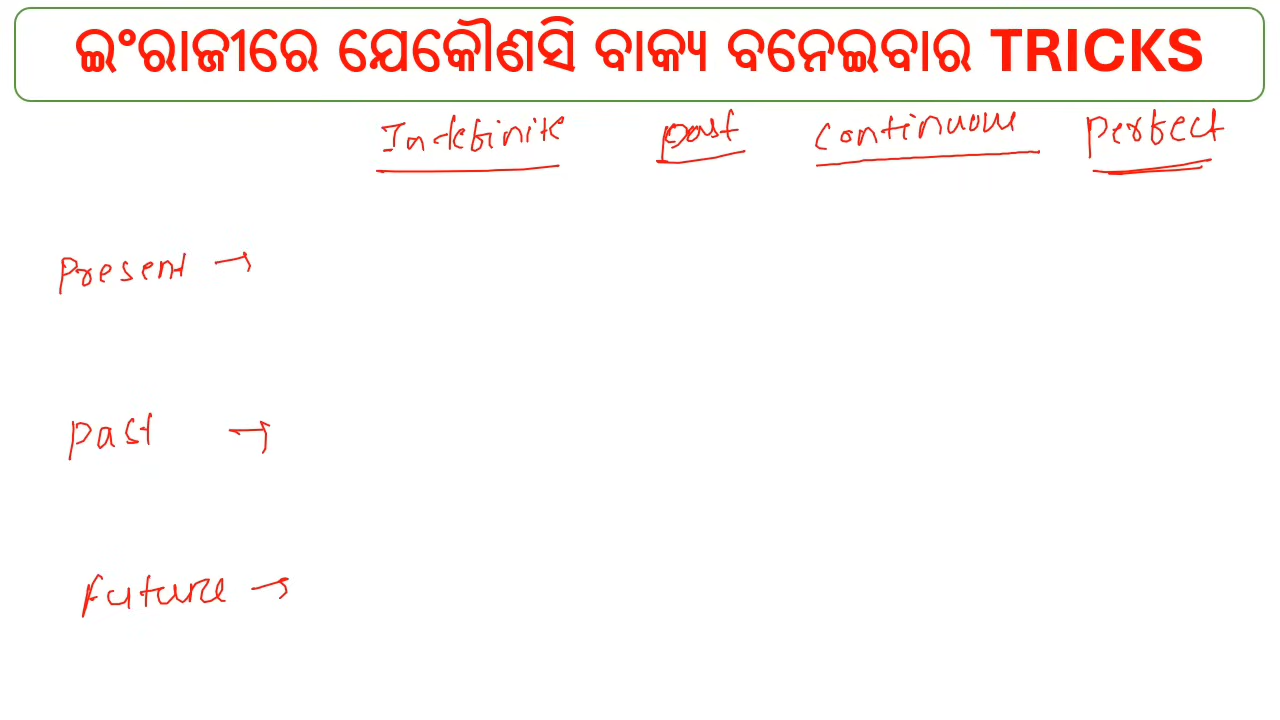 ଇଂରାଜୀରେ ଯେକୌଣସି ବାକ୍ୟ ବନେଇବାର TRICKS
Indefinite past continuous perfect
present →
past →
future →